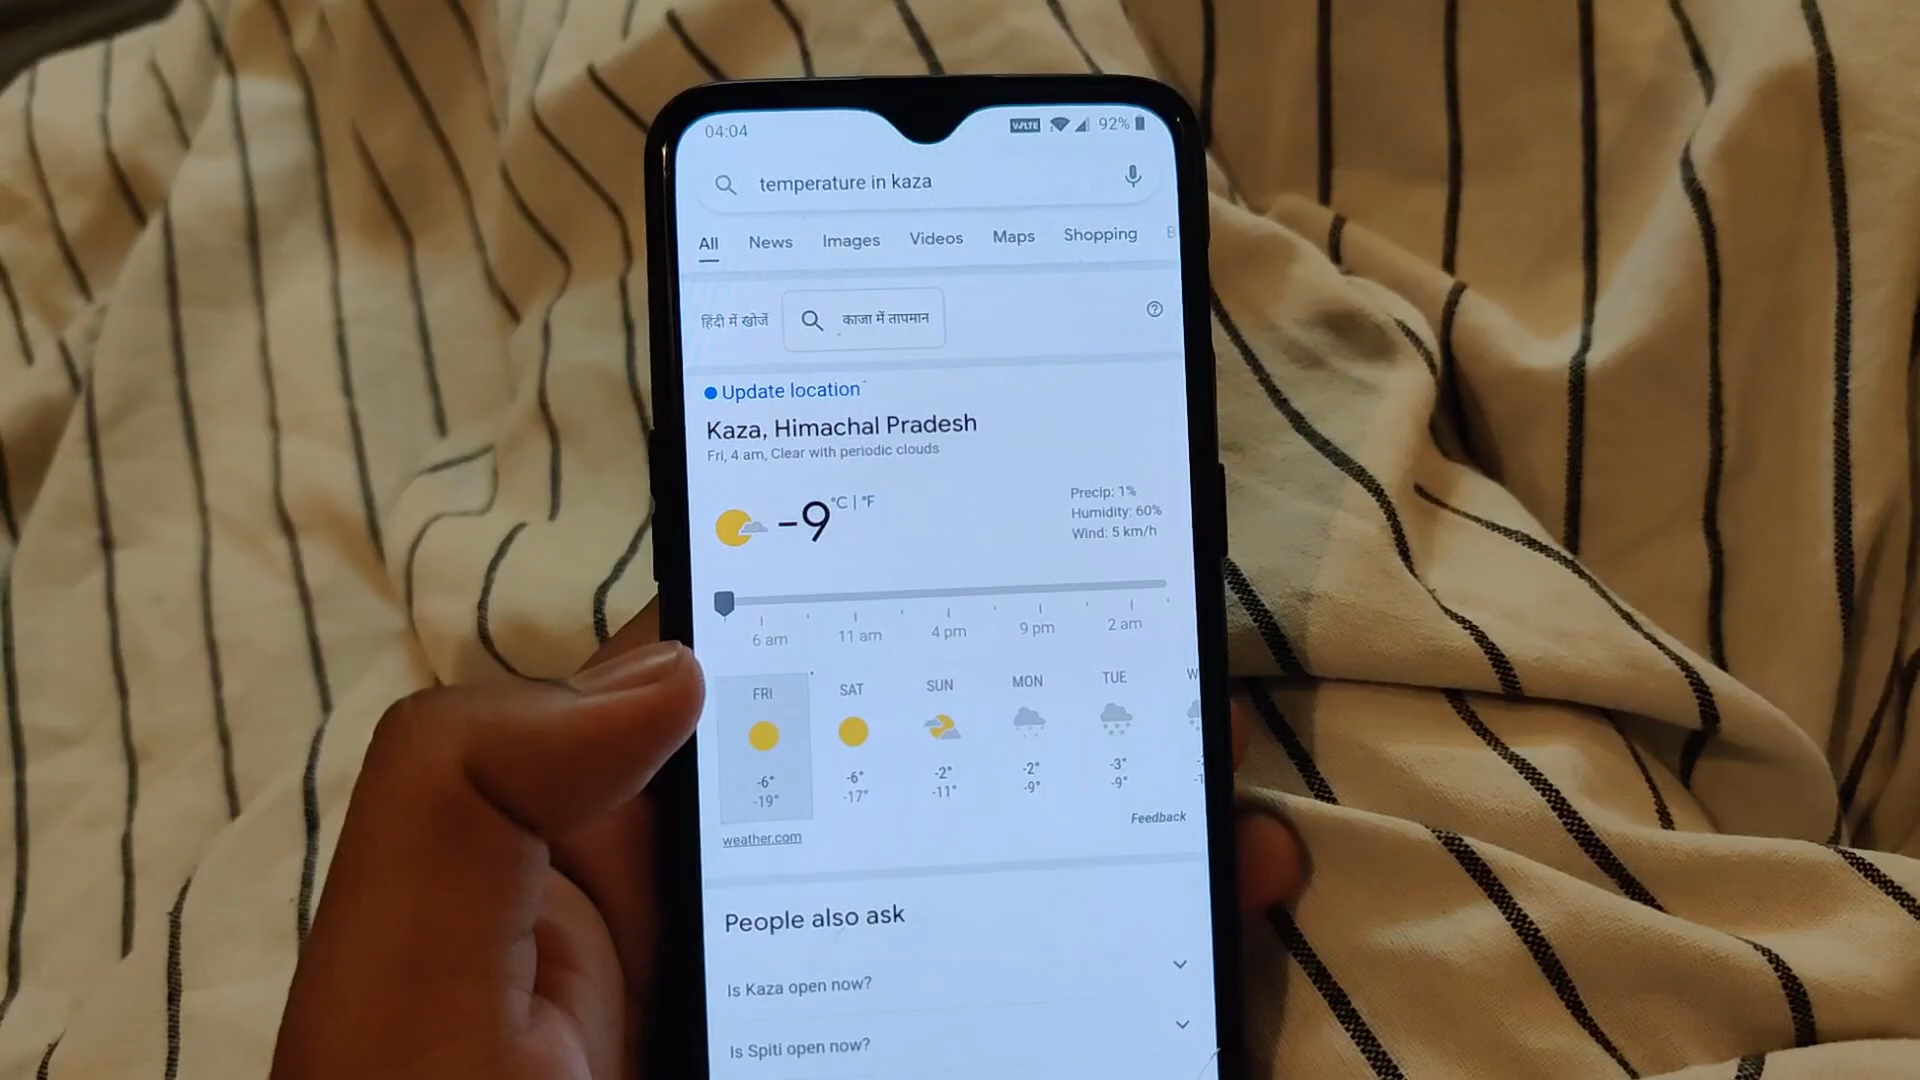 04:04 VoLTE 92%
temperature in kaza
All News Images Videos Maps Shopping B
हिंदी में खोजें काजा में तापमान
Update location
Kaza, Himachal Pradesh
Fri, 4 am, Clear with periodic clouds
-9 °C | °F
Precip: 1%
Humidity: 60%
Wind: 5 km/h
6 am 11 am 4 pm 9 pm 2 am
FRI SAT SUN MON TUE W
-6° -6° -2° -2° -3°
-19° -17° -11° -9° -9°
weather.com Feedback
People also ask
Is Kaza open now?
Is Spiti open now?